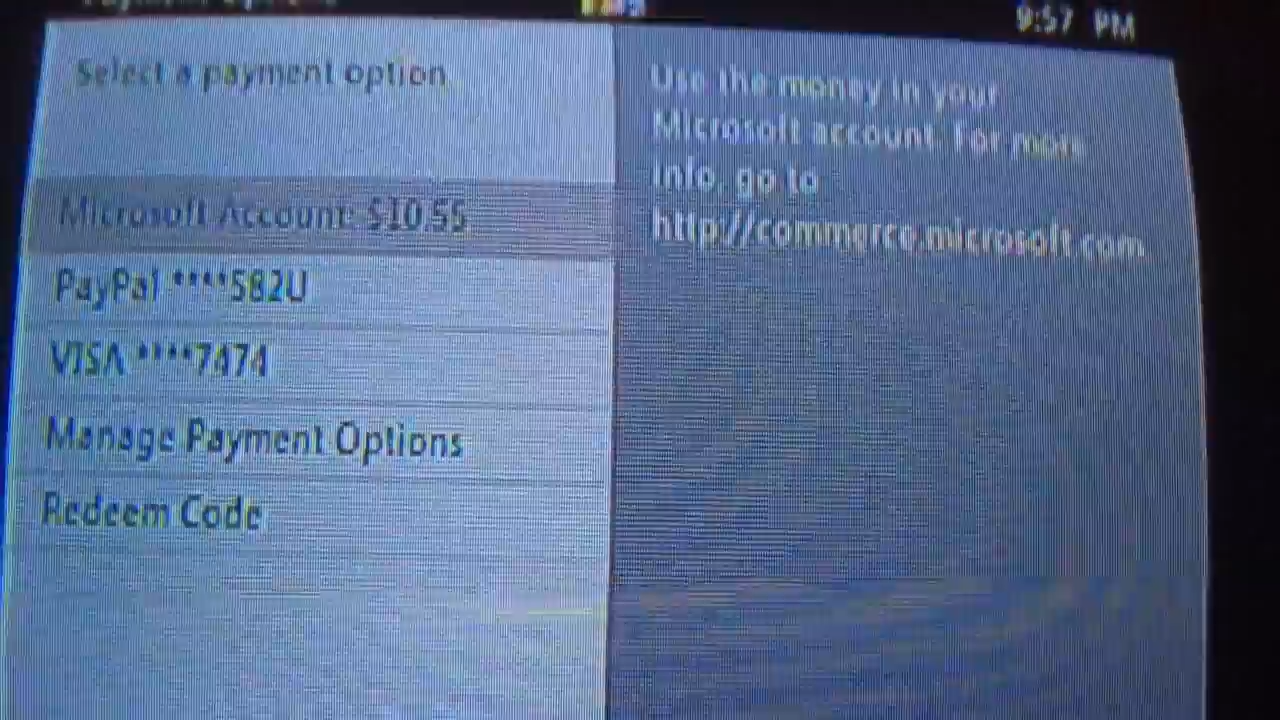 9:57 PM
Select a payment option
Microsoft Account: $10.55
PayPal ****582U
VISA ****7474
Manage Payment Options
Redeem Code
Use the money in your
Microsoft account. For more
info, go to
http://commerce.microsoft.com